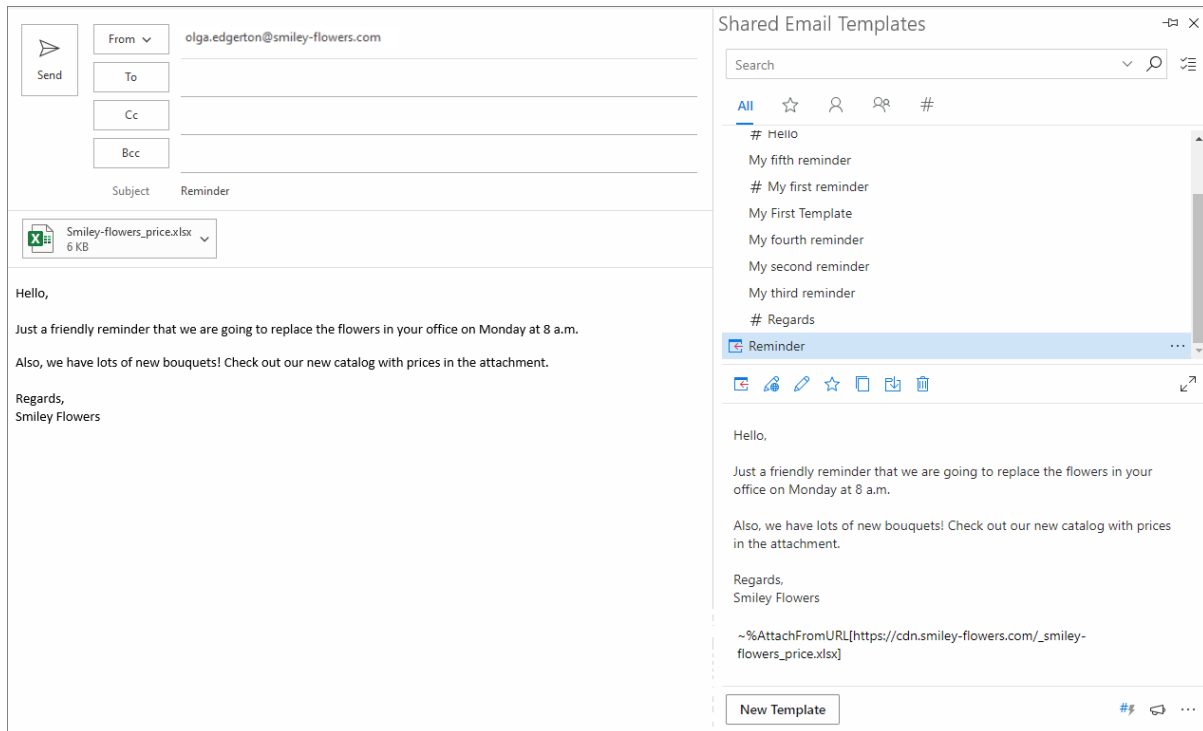 Send
From
olga.edgerton@smiley-flowers.com
To
Cc
Bcc
Subject
Reminder
Smiley-flowers_price.xlsx
6 KB
Hello,
Just a friendly reminder that we are going to replace the flowers in your office on Monday at 8 a.m.
Also, we have lots of new bouquets! Check out our new catalog with prices in the attachment.
Regards,
Smiley Flowers
Shared Email Templates
Search
All
#
# Hello
My fifth reminder
# My first reminder
My First Template
My fourth reminder
My second reminder
My third reminder
# Regards
Reminder
Hello,
Just a friendly reminder that we are going to replace the flowers in your
office on Monday at 8 a.m.
Also, we have lots of new bouquets! Check out our new catalog with prices
in the attachment.
Regards,
Smiley Flowers
~%AttachFromURL[https://cdn.smiley-flowers.com/_smiley-
flowers_price.xlsx]
New Template